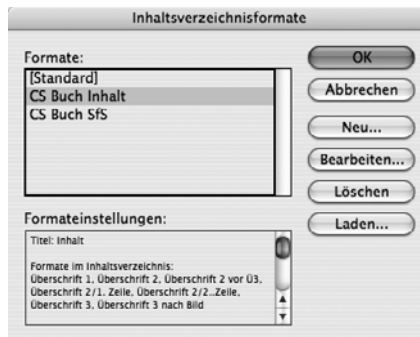 Inhaltsverzeichnisformate
Formate:
[Standard]
CS Buch Inhalt
CS Buch SfS
OK
Abbrechen
Neu...
Bearbeiten...
Löschen
Laden...
Formateinstellungen:
Titel: Inhalt
Formate im Inhaltsverzeichnis:
Überschrift 1, Überschrift 2, Überschrift 2 vor Ü3,
Überschrift 2/1. Zeile, Überschrift 2/2..Zeile,
Überschrift 3, Überschrift 3 nach Bild